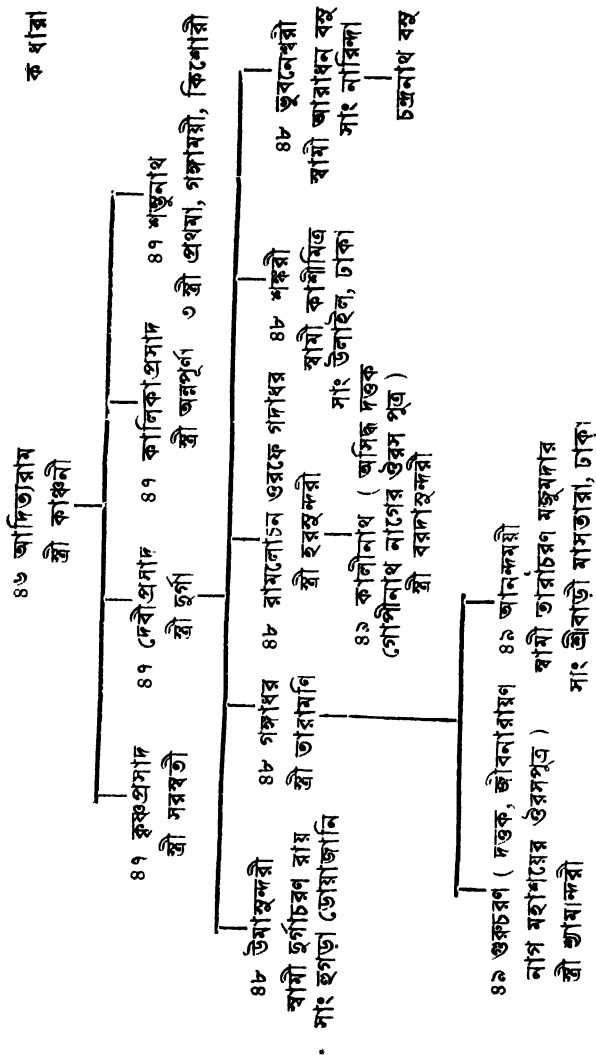 ক ধারা
৪৬ আদিত্যরাম
স্ত্রী কাঞ্চনী
৪৭ কৃষ্ণপ্রসাদ
স্ত্রী সরস্বতী
৪৭ দেবীপ্রসাদ
স্ত্রী দুর্গা
৪৭ কালিকাপ্রসাদ
স্ত্রী অন্নপূর্ণা
৪৭ শম্ভুনাথ
৩ স্ত্রী প্রথমা, গঙ্গাময়ী, কিশোরী
৪৮ উমাসুন্দরী
স্বামী দুর্গাচরণ রায়
সাং হুগড়া ডোয়াজানি
৪৮ গঙ্গাধর
স্ত্রী তারামণি
৪৮ রামলোচন ওরফে গদাধর
স্ত্রী হরসুন্দরী
৪৮ শঙ্করী
স্বামী কাশীমিত্র
সাং উলাইল, ঢাকা
৪৮ ভুবনেশ্বরী
স্বামী আরাধন বসু
সাং নারিন্দা
চন্দ্রনাথ বসু
৪৯ কালীনাথ ( অসিদ্ধ দত্তক
গোপীনাথ নাগের ঔরস পুত্র )
স্ত্রী বরদাসুন্দরী
৪৯ গুরুচরণ ( দত্তক, জীবনারায়ণ
নাগ মহাশয়ের ঔরসপুত্র )
স্ত্রী শ্যামান্দরী
৪৯ আনন্দময়ী
স্বামী তারাচরণ মজুমদার
সাং শ্রীবাড়ী মাসতারা, ঢাকা